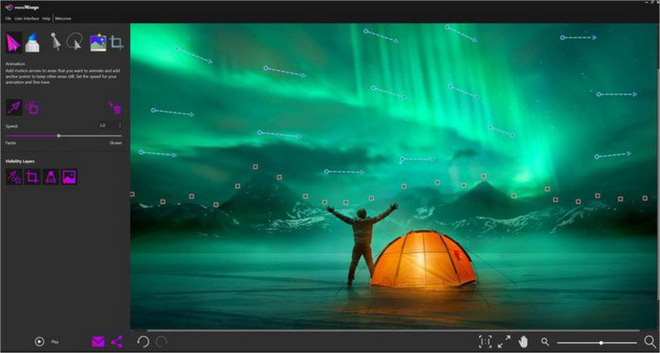 File User Interface Help Welcome
Animation
Add motion arrows to areas that you want to animate and add
anchor points to keep other areas still. Set the speed for your
animation and fine tune.
Speed 5.0
Faster Slower
Visibility Layers
Play